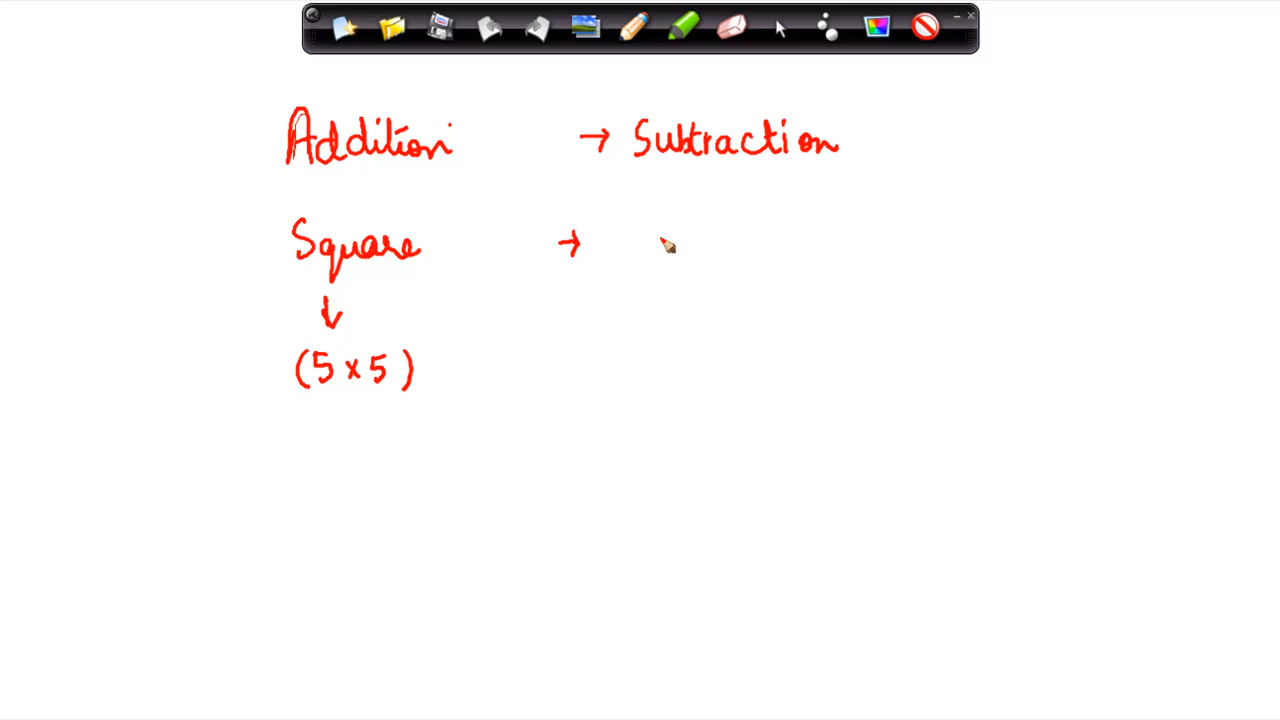 Addition → Subtraction
Square →
↓
(5 × 5)